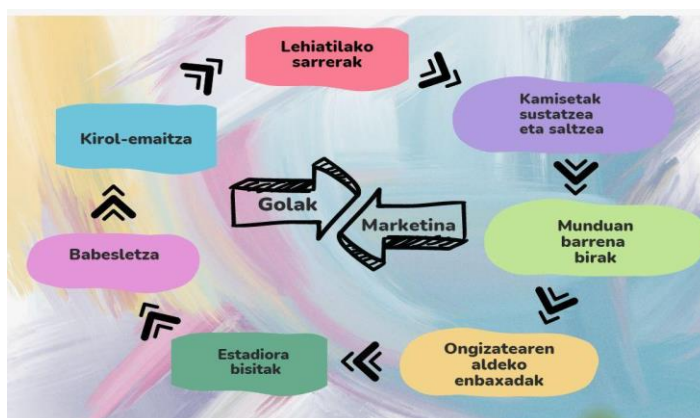 Lehiatilako
sarrerak
Kamisetak
sustatzea
eta saltzea
Munduan
barrena
birak
Ongizatearen
aldeko
enbaxadak
Estadiora
bisitak
Babesletza
Kirol-emaitza
Golak
Marketina